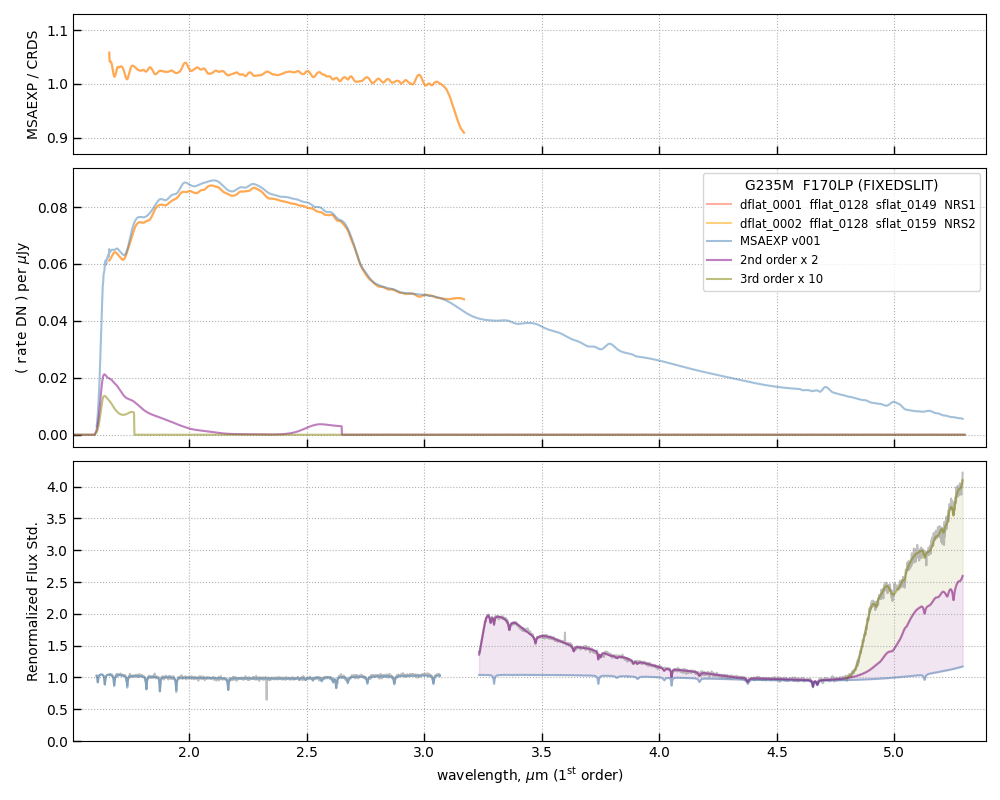 MSAEXP / CRDS
1.1
1.0
0.9
( rate DN ) per μJy
0.08
0.06
0.04
0.02
0.00
G235M F170LP (FIXEDSLIT)
dflat_0001 fflat_0128 sflat_0149 NRS1
dflat_0002 fflat_0128 sflat_0159 NRS2
MSAEXP v001
2nd order x 2
3rd order x 10
Renormalized Flux Std.
4.0
3.5
3.0
2.5
2.0
1.5
1.0
0.5
0.0
2.0 2.5 3.0 3.5 4.0 4.5 5.0
wavelength, μm (1st order)